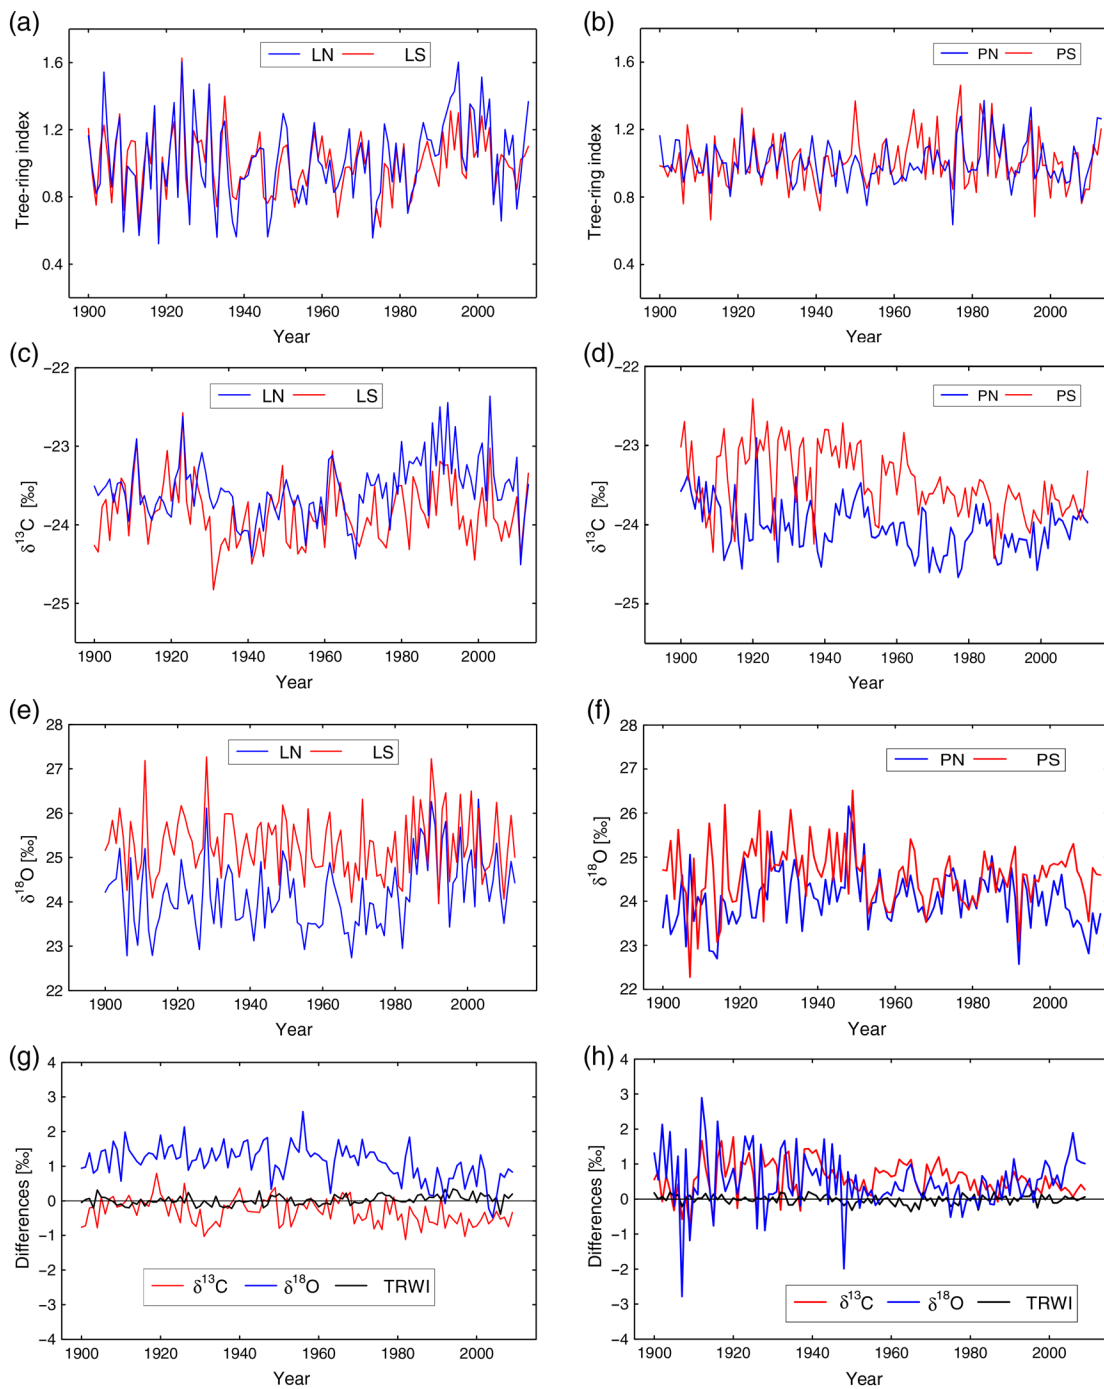 (a)
LN LS
1.6
1.2
0.8
0.4
Tree-ring index
1900 1920 1940 1960 1980 2000
Year
(b)
PN PS
1.6
1.2
0.8
0.4
Tree-ring index
1900 1920 1940 1960 1980 2000
Year
(c)
−22
LN LS
−23
−24
−25
δ¹³C [‰]
1900 1920 1940 1960 1980 2000
Year
(d)
−22
PN PS
−23
−24
−25
δ¹³C [‰]
1900 1920 1940 1960 1980 2000
Year
(e)
28
LN LS
27
26
25
24
23
22
δ¹⁸O [‰]
1900 1920 1940 1960 1980 2000
Year
(f)
28
PN PS
27
26
25
24
23
22
δ¹⁸O [‰]
1900 1920 1940 1960 1980 2000
Year
(g)
4
3
2
1
0
−1
−2
−3
−4
Differences [‰]
δ¹³C δ¹⁸O TRWI
1900 1920 1940 1960 1980 2000
Year
(h)
4
3
2
1
0
−1
−2
−3
−4
Differences [‰]
δ¹³C δ¹⁸O TRWI
1900 1920 1940 1960 1980 2000
Year